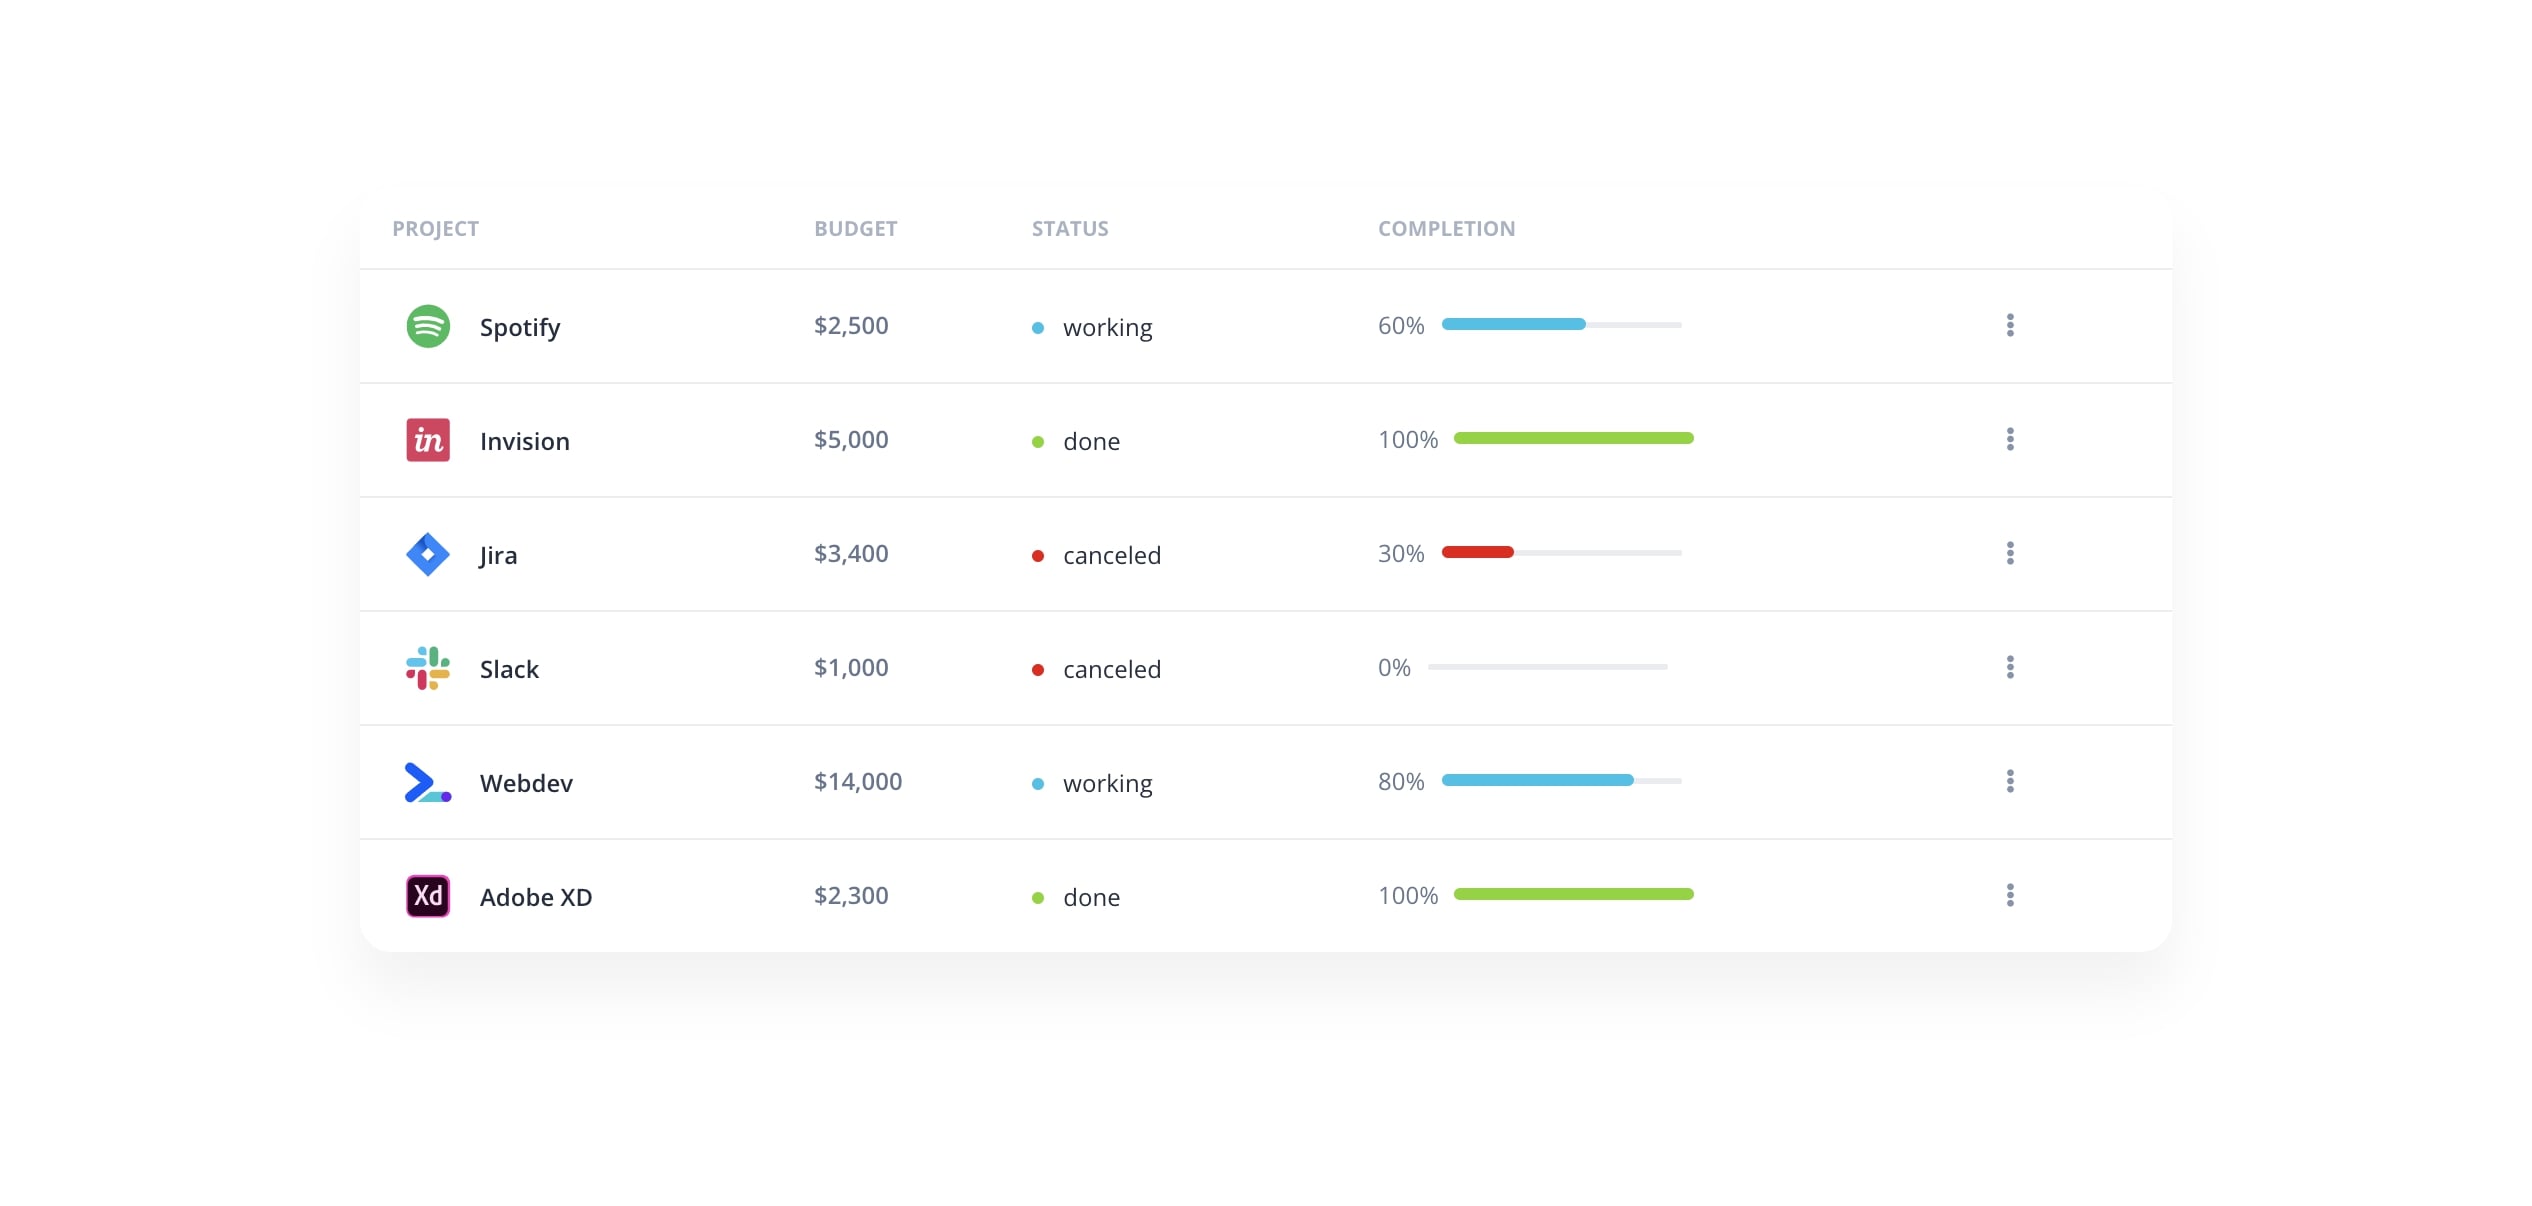 PROJECT BUDGET STATUS COMPLETION
Spotify $2,500 working 60%
in Invision $5,000 done 100%
Jira $3,400 canceled 30%
Slack $1,000 canceled 0%
Webdev $14,000 working 80%
Xd Adobe XD $2,300 done 100%